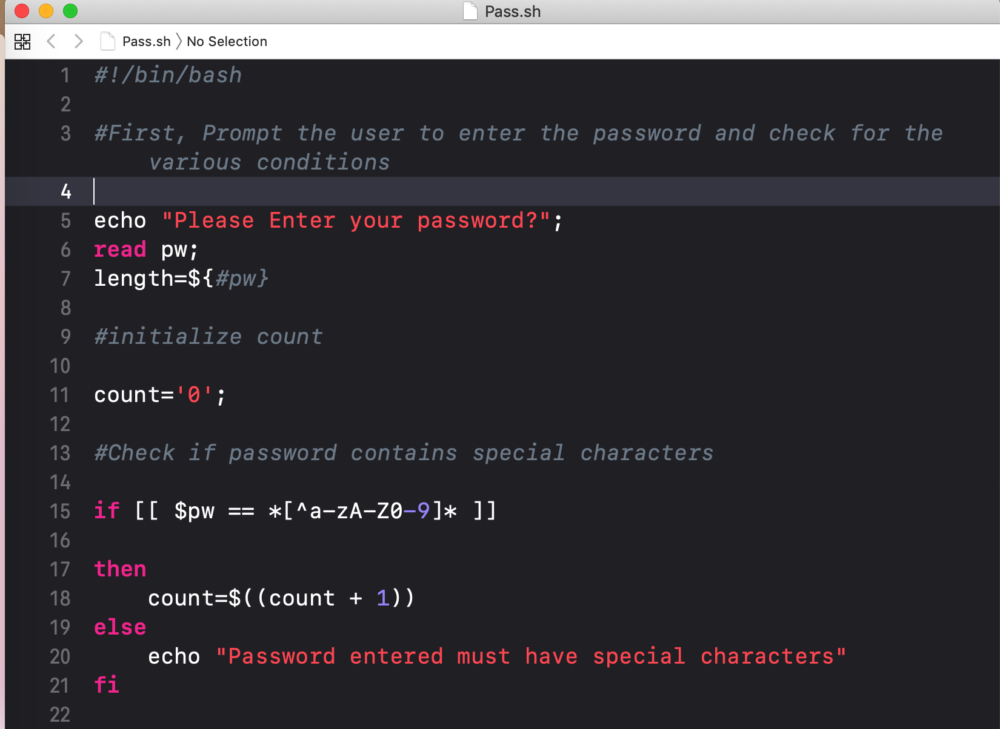 Pass.sh
Pass.sh 〉 No Selection
1 #!/bin/bash
2
3 #First, Prompt the user to enter the password and check for the
various conditions
4
5 echo "Please Enter your password?";
6 read pw;
7 length=${#pw}
8
9 #initialize count
10
11 count='0';
12
13 #Check if password contains special characters
14
15 if [[ $pw == *[^a-zA-Z0-9]* ]]
16
17 then
18     count=$((count + 1))
19 else
20     echo "Password entered must have special characters"
21 fi
22